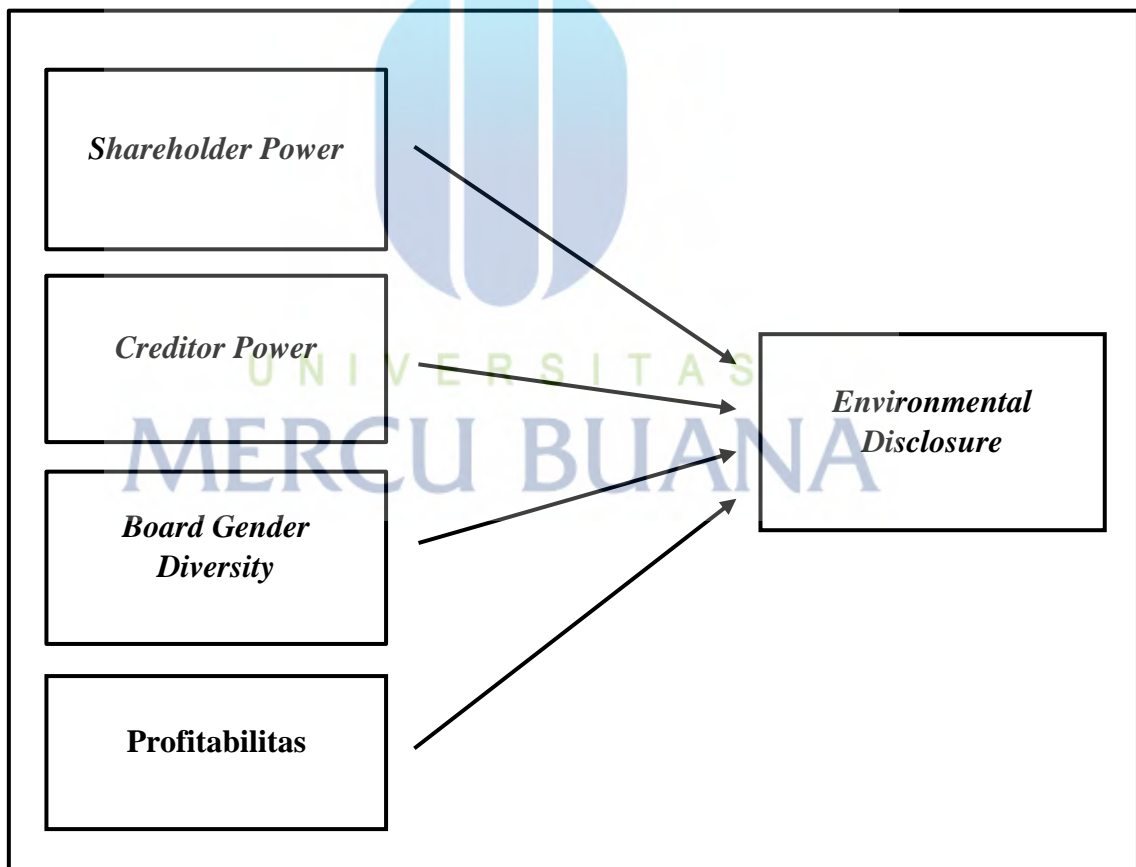 Shareholder Power
Creditor Power
UNIVERSITAS
MERCU BUANA
Board Gender
Diversity
Profitabilitas
Environmental
Disclosure